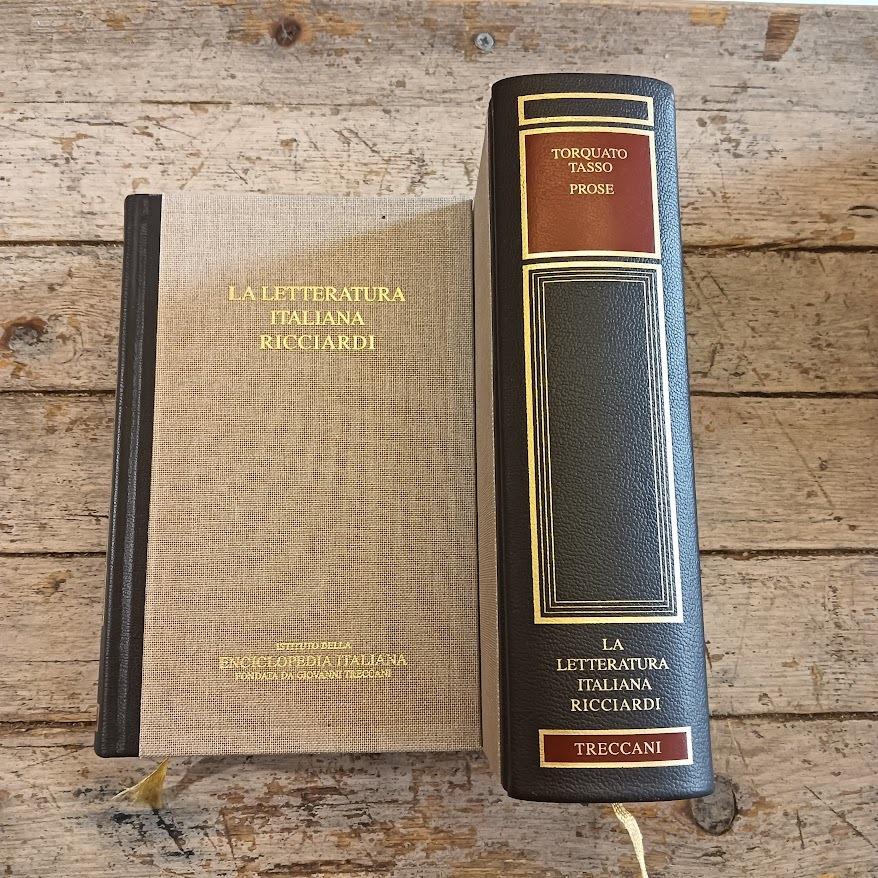 LA LETTERATURA
ITALIANA
RICCIARDI
ISTITUTO DELLA
ENCICLOPEDIA ITALIANA
FONDATA DA GIOVANNI TRECCANI
TORQUATO
TASSO
PROSE
LA
LETTERATURA
ITALIANA
RICCIARDI
TRECCANI